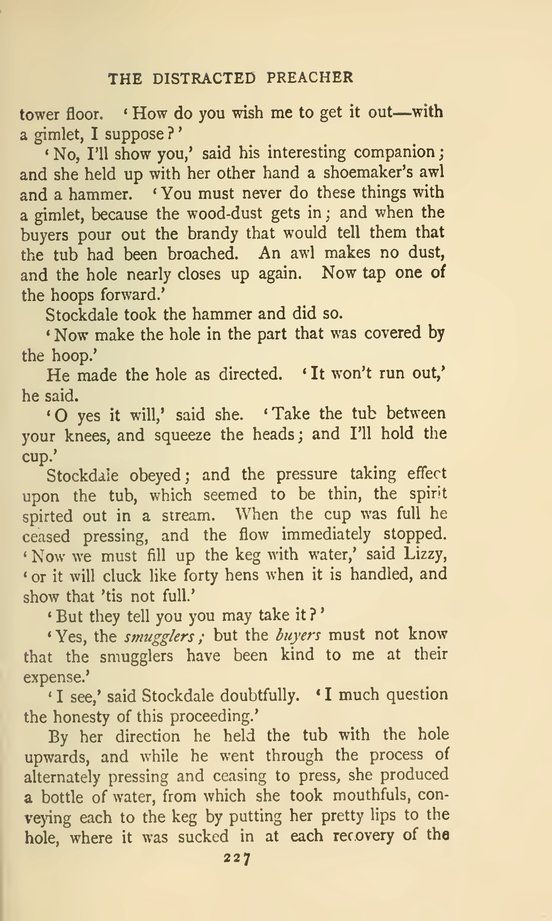 THE DISTRACTED PREACHER
tower floor. ‘How do you wish me to get it out—with
a gimlet, I suppose?’
‘No, I'll show you,’ said his interesting companion;
and she held up with her other hand a shoemaker's awl
and a hammer. ‘You must never do these things with
a gimlet, because the wood-dust gets in; and when the
buyers pour out the brandy that would tell them that
the tub had been broached. An awl makes no dust,
and the hole nearly closes up again. Now tap one of
the hoops forward.’
Stockdale took the hammer and did so.
‘Now make the hole in the part that was covered by
the hoop.’
He made the hole as directed. ‘It won't run out,’
he said.
‘O yes it will,’ said she. ‘Take the tub between
your knees, and squeeze the heads; and I'll hold the
cup.’
Stockdale obeyed; and the pressure taking effect
upon the tub, which seemed to be thin, the spirit
spirted out in a stream. When the cup was full he
ceased pressing, and the flow immediately stopped.
‘Now we must fill up the keg with water,’ said Lizzy,
‘or it will cluck like forty hens when it is handled, and
show that 'tis not full.’
‘But they tell you you may take it?’
‘Yes, the smugglers; but the buyers must not know
that the smugglers have been kind to me at their
expense.’
‘I see,’ said Stockdale doubtfully. ‘I much question
the honesty of this proceeding.’
By her direction he held the tub with the hole
upwards, and while he went through the process of
alternately pressing and ceasing to press, she produced
a bottle of water, from which she took mouthfuls, con-
veying each to the keg by putting her pretty lips to the
hole, where it was sucked in at each recovery of the
227